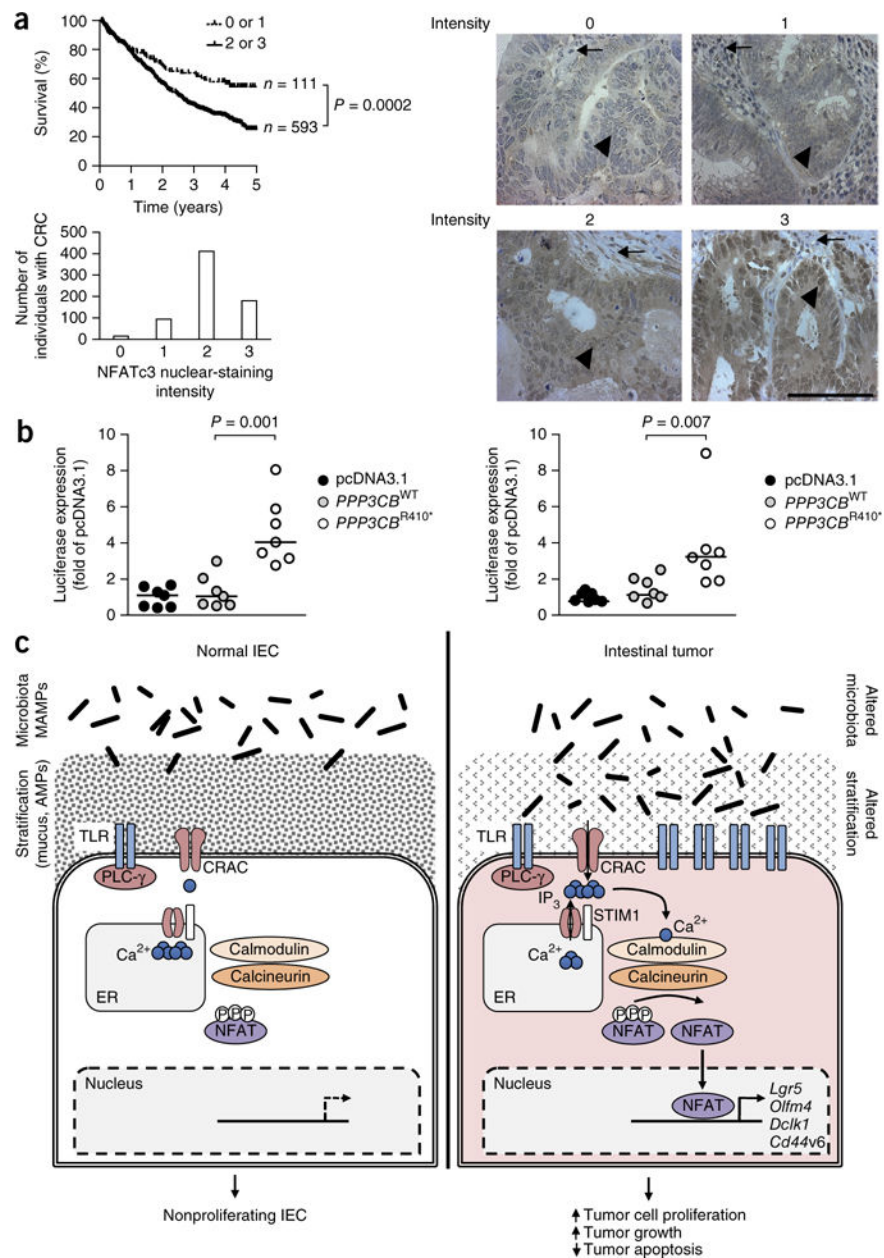 a
0 or 1
2 or 3
Survival (%)
100
80
60
40
20
0
n = 111
n = 593
P = 0.0002
0 1 2 3 4 5
Time (years)
Number of
individuals with CRC
500
400
300
200
100
0
0 1 2 3
NFATc3 nuclear-staining
intensity
Intensity 0 1
Intensity 2 3
b
Luciferase expression
(fold of pcDNA3.1)
10
8
6
4
2
0
P = 0.001
pcDNA3.1
PPP3CB^WT
PPP3CB^R410*
Luciferase expression
(fold of pcDNA3.1)
10
8
6
4
2
0
P = 0.007
pcDNA3.1
PPP3CB^WT
PPP3CB^R410*
c
Normal IEC
Microbiota
MAMPs
Stratification
(mucus, AMPs)
TLR
PLC-γ
CRAC
Ca2+
ER
Calmodulin
Calcineurin
P P P
NFAT
Nucleus
Nonproliferating IEC
Intestinal tumor
Altered
microbiota
Altered
stratification
TLR
PLC-γ
CRAC
IP3
STIM1
Ca2+
Ca2+
ER
Calmodulin
Calcineurin
P P P
NFAT
NFAT
Nucleus
NFAT
Lgr5
Olfm4
Dclk1
Cd44v6
Tumor cell proliferation
Tumor growth
Tumor apoptosis